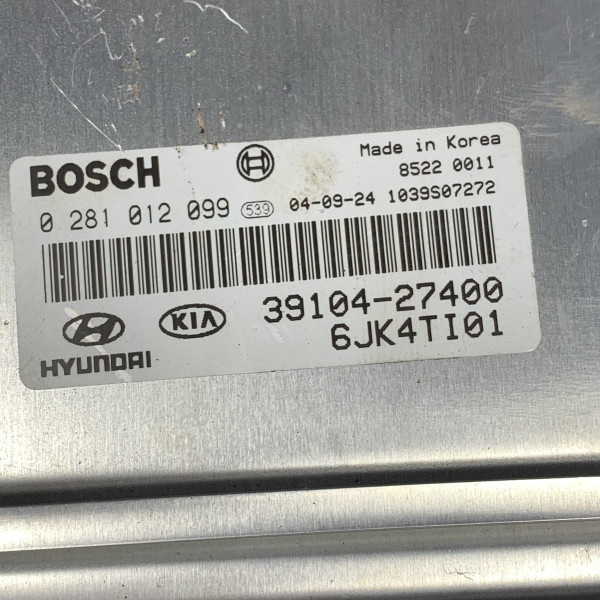 BOSCH
Made in Korea
8522 0011
0 281 012 099 539 04-09-24 1039S07272
39104-27400
HYUNDAI KIA 6JK4TI01